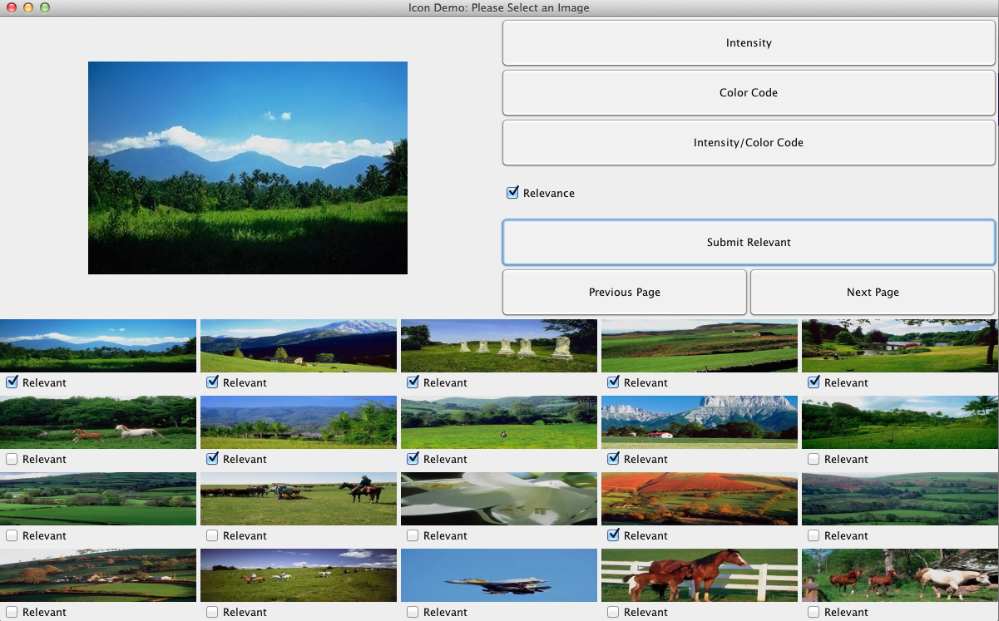 Icon Demo: Please Select an Image
Intensity
Color Code
Intensity/Color Code
Relevance
Submit Relevant
Previous Page Next Page
Relevant Relevant Relevant Relevant Relevant
Relevant Relevant Relevant Relevant Relevant
Relevant Relevant Relevant Relevant Relevant
Relevant Relevant Relevant Relevant Relevant